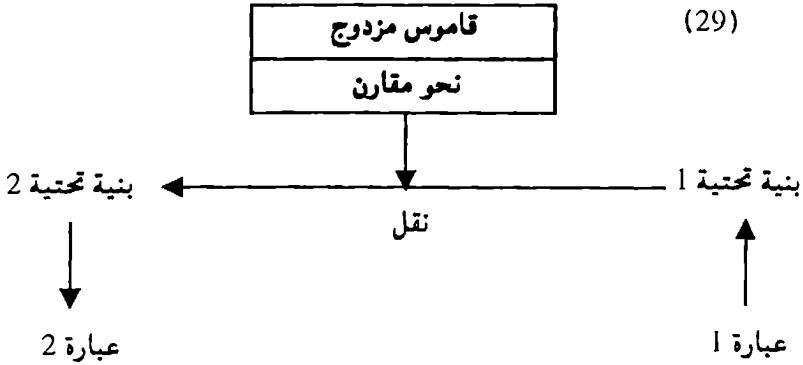 (29)
قاموس مزدوج
نحو مقارن
بنية تحتية 1
بنية تحتية 2
نقل
عبارة 1
عبارة 2